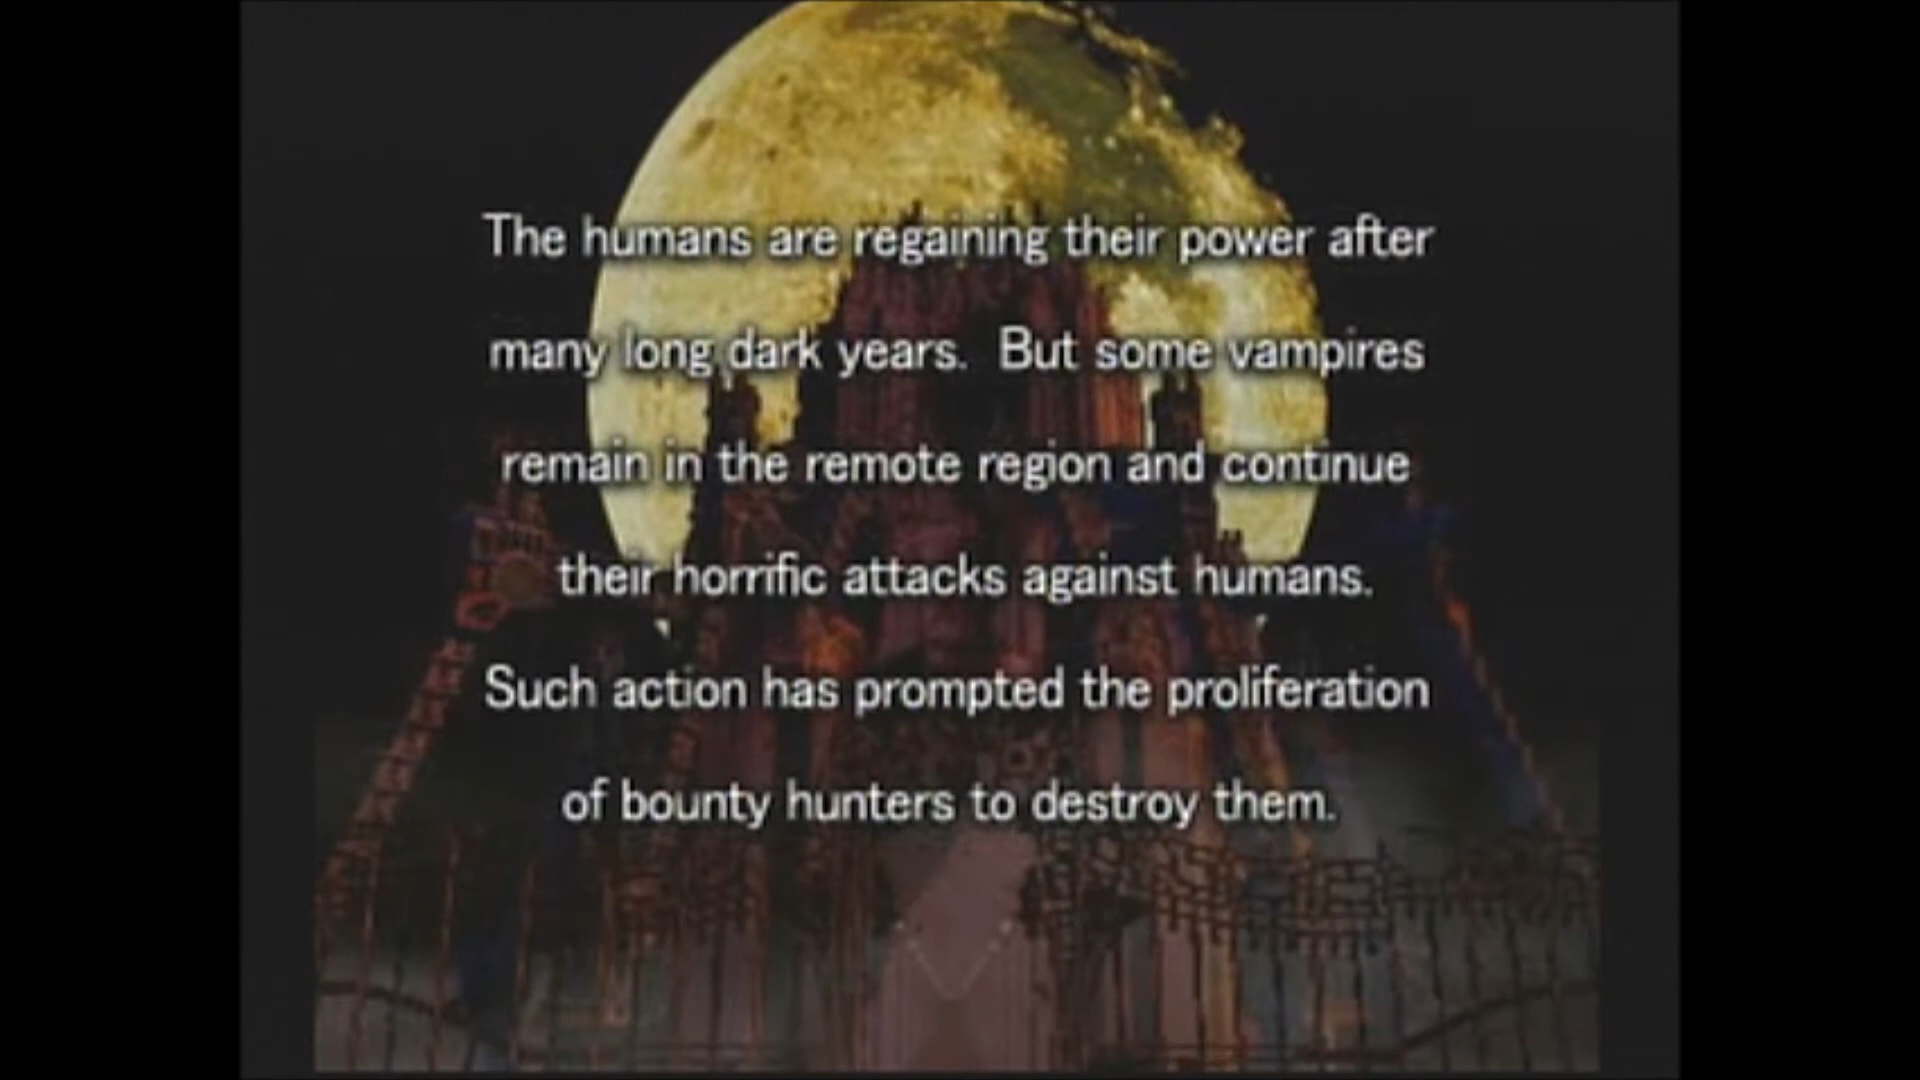 The humans are regaining their power after
many long dark years.  But some vampires
remain in the remote region and continue
their horrific attacks against humans.
Such action has prompted the proliferation
of bounty hunters to destroy them.